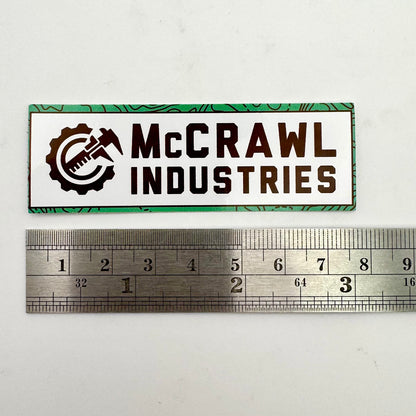 McCRAWL
INDUSTRIES
1 2 3 4 5 6 7 8 9
32 1 2 64 3 16